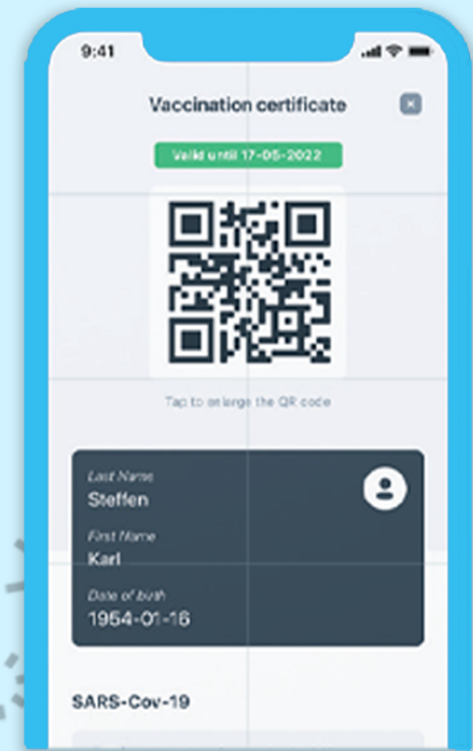 9:41
Vaccination certificate
Valid until 17-05-2022
Tap to enlarge the QR code
Last Name
Steffen
First Name
Karl
Date of birth
1954-01-16
SARS-Cov-19